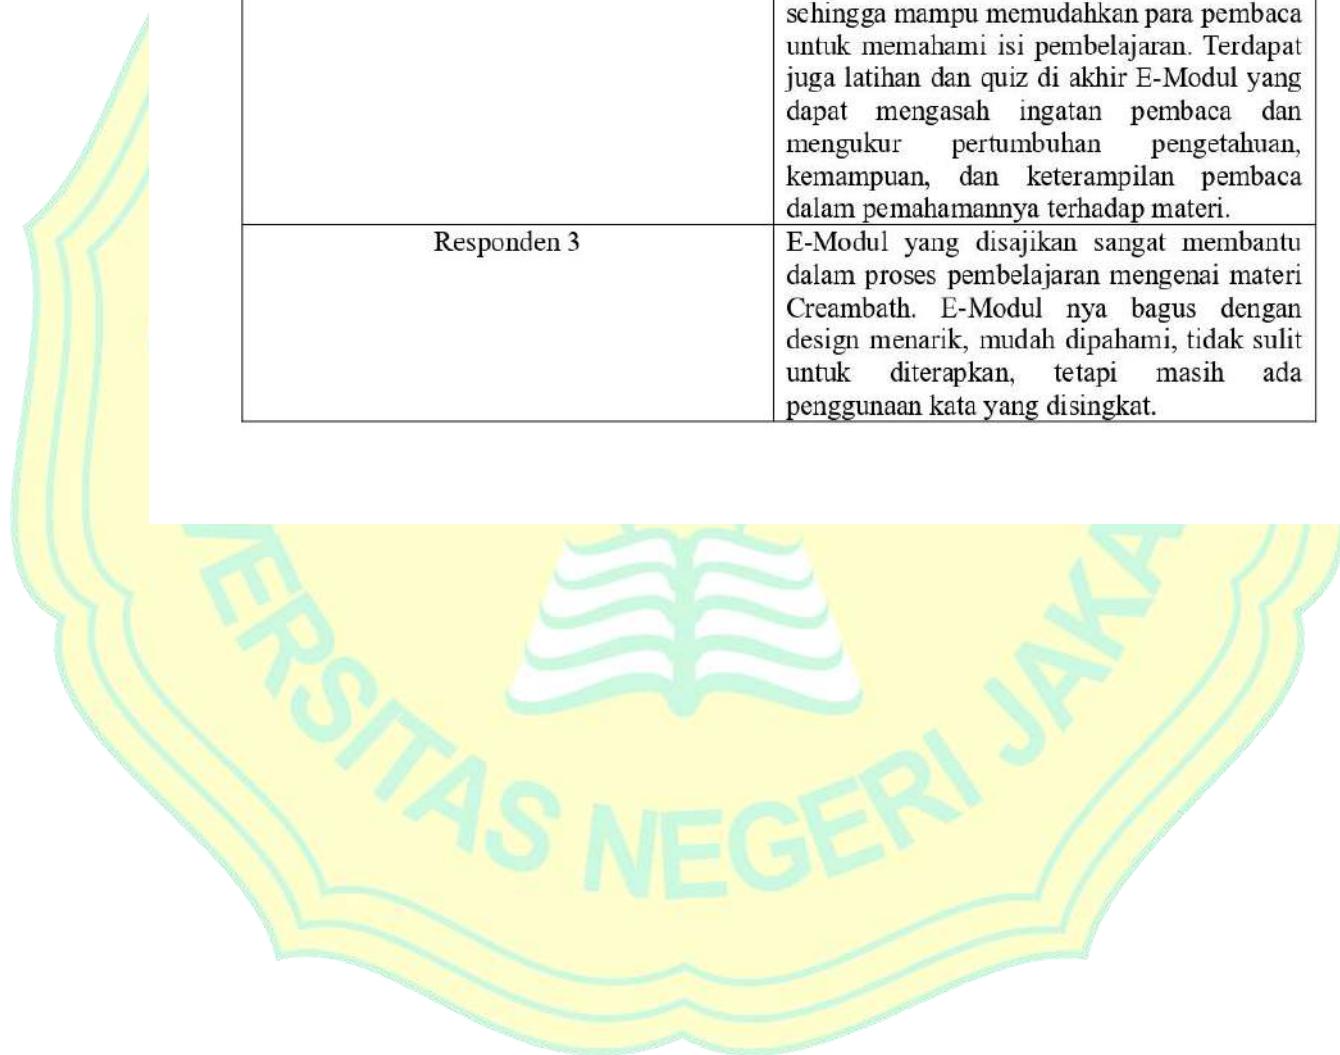 sehingga mampu memudahkan para pembaca
untuk memahami isi pembelajaran. Terdapat
juga latihan dan quiz di akhir E-Modul yang
dapat mengasah ingatan pembaca dan
mengukur pertumbuhan pengetahuan,
kemampuan, dan keterampilan pembaca
dalam pemahamannya terhadap materi.
Responden 3
E-Modul yang disajikan sangat membantu
dalam proses pembelajaran mengenai materi
Creambath. E-Modul nya bagus dengan
design menarik, mudah dipahami, tidak sulit
untuk diterapkan, tetapi masih ada
penggunaan kata yang disingkat.
VERSITAS NEGERI JAKA